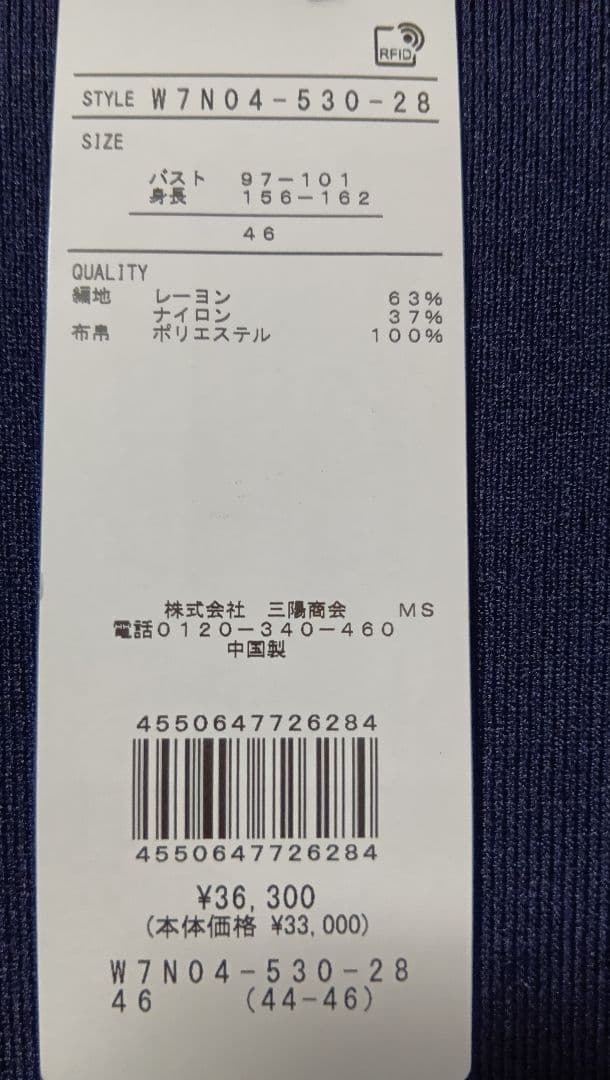 RFID
STYLE W7N04-530-28
SIZE
バスト 97-101
身長 156-162
46
QUALITY
編地 レーヨン 63%
ナイロン 37%
布帛 ポリエステル 100%
株式会社 三陽商会 MS
電話0120-340-460
中国製
4550647726284
4550647726284
¥36,300
(本体価格 ¥33,000)
W7N04-530-28
46 (44-46)